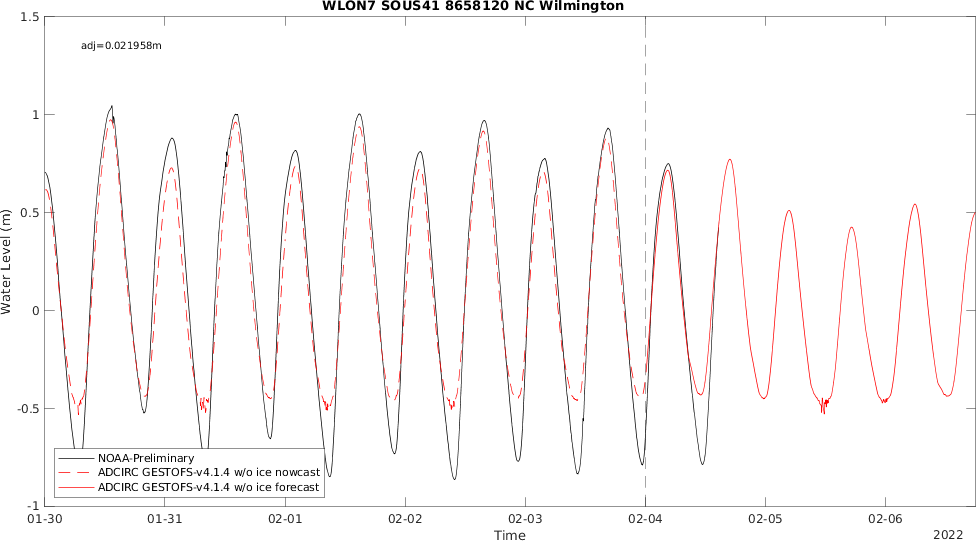 WLON7 SOUS41 8658120 NC Wilmington
adj=0.021958m
1.5
1
0.5
0
-0.5
-1
Water Level (m)
NOAA-Preliminary
ADCIRC GESTOFS-v4.1.4 w/o ice nowcast
ADCIRC GESTOFS-v4.1.4 w/o ice forecast
01-30 01-31 02-01 02-02 02-03 02-04 02-05 02-06
Time
2022